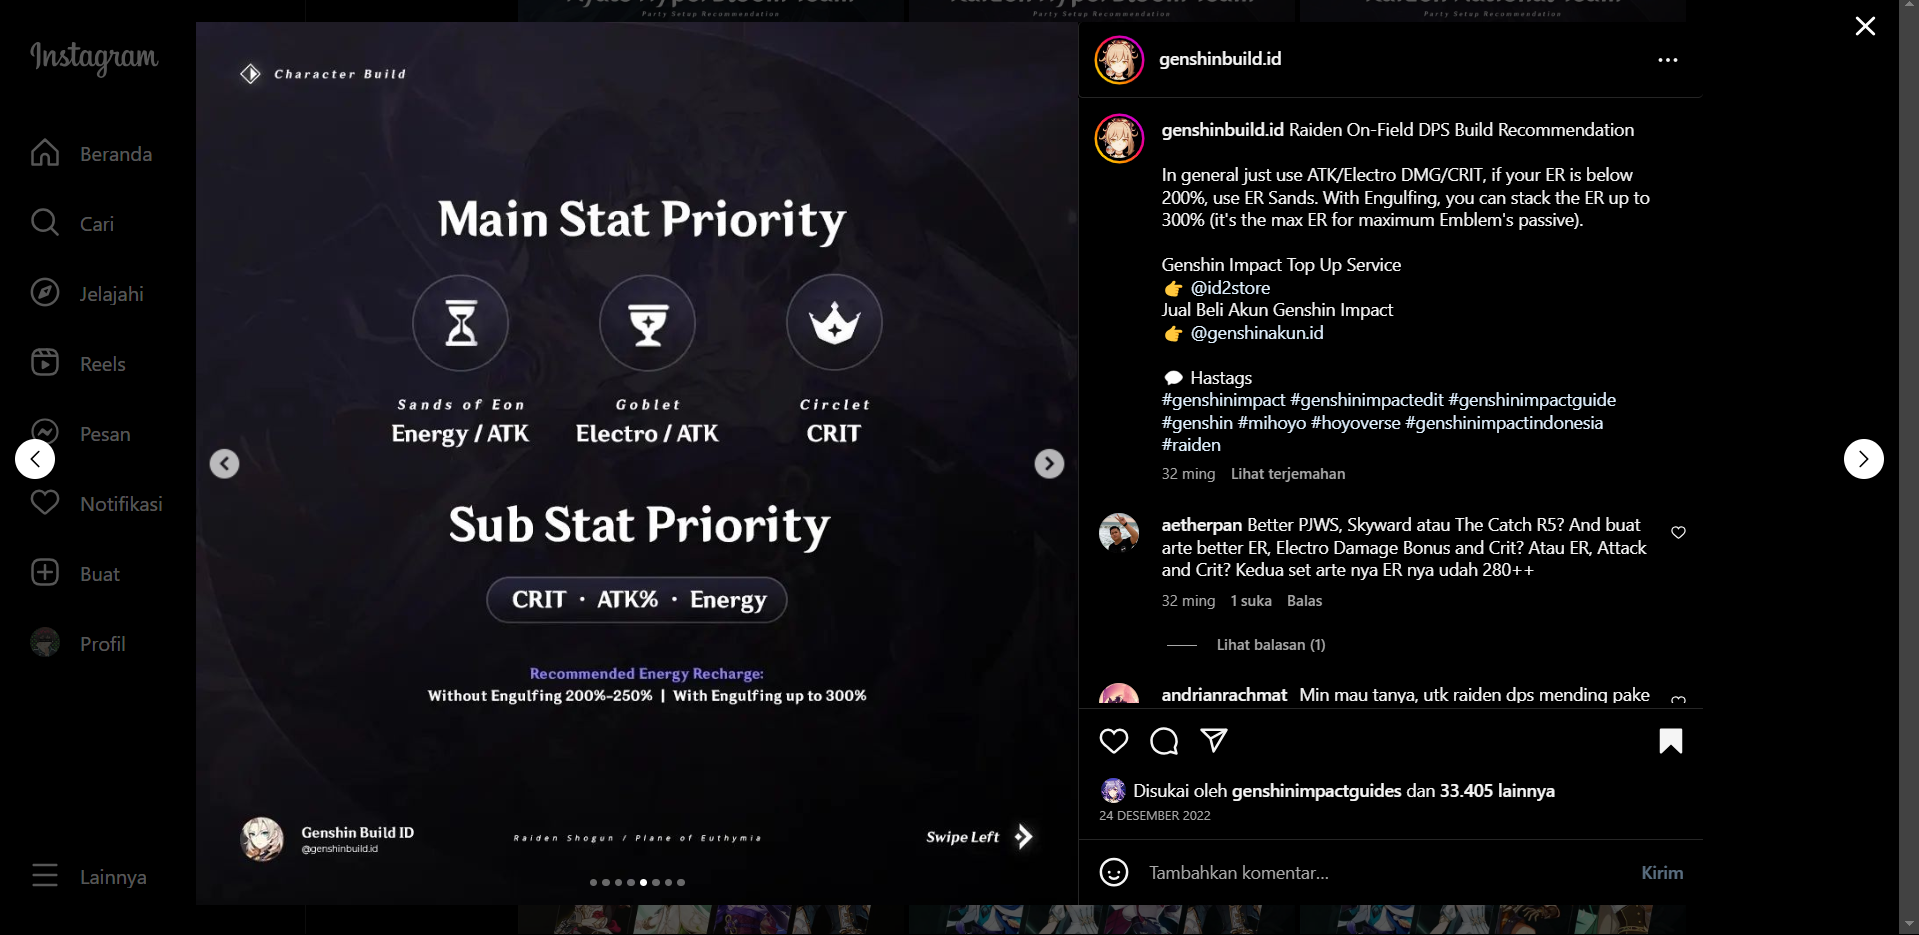 Party Setup Recommendation
Party Setup Recommendation
Party Setup Recommendation
Instagram
Beranda
Cari
Jelajahi
Reels
Pesan
Notifikasi
Buat
Profil
Lainnya
Character Build
Main Stat Priority
Sands of Eon
Energy / ATK
Goblet
Electro / ATK
Circlet
CRIT
Sub Stat Priority
CRIT · ATK% · Energy
Recommended Energy Recharge:
Without Engulfing 200%-250% | With Engulfing up to 300%
Genshin Build ID
@genshinbuild.id
Raiden Shogun / Plane of Euthymia
Swipe Left
genshinbuild.id
genshinbuild.id Raiden On-Field DPS Build Recommendation
In general just use ATK/Electro DMG/CRIT, if your ER is below
200%, use ER Sands. With Engulfing, you can stack the ER up to
300% (it's the max ER for maximum Emblem's passive).
Genshin Impact Top Up Service
👉 @id2store
Jual Beli Akun Genshin Impact
👉 @genshinakun.id
💬 Hastags
#genshinimpact #genshinimpactedit #genshinimpactguide
#genshin #mihoyo #hoyoverse #genshinimpactindonesia
#raiden
32 ming Lihat terjemahan
aetherpan Better PJWS, Skyward atau The Catch R5? And buat
arte better ER, Electro Damage Bonus and Crit? Atau ER, Attack
and Crit? Kedua set arte nya ER nya udah 280++
32 ming 1 suka Balas
Lihat balasan (1)
andrianrachmat Min mau tanya, utk raiden dps mending pake
Disukai oleh genshinimpactguides dan 33.405 lainnya
24 DESEMBER 2022
Tambahkan komentar...
Kirim